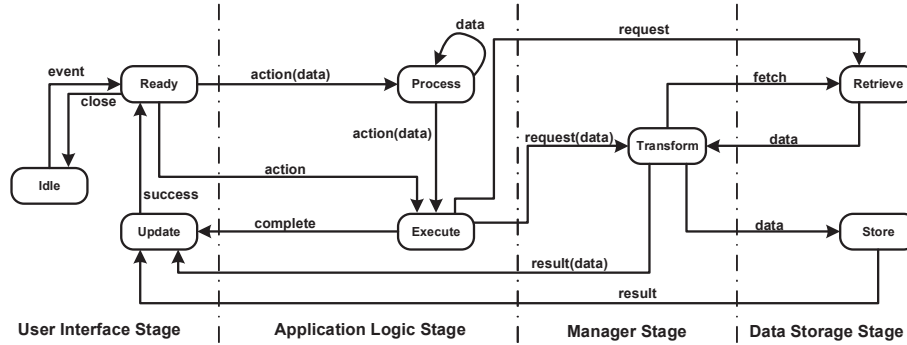 data
request
event
Ready
action(data)
Process
fetch
Retrieve
close
action(data)
request(data)
Transform
data
action
Idle
success
Update
complete
Execute
data
Store
result(data)
result
User Interface Stage
Application Logic Stage
Manager Stage
Data Storage Stage